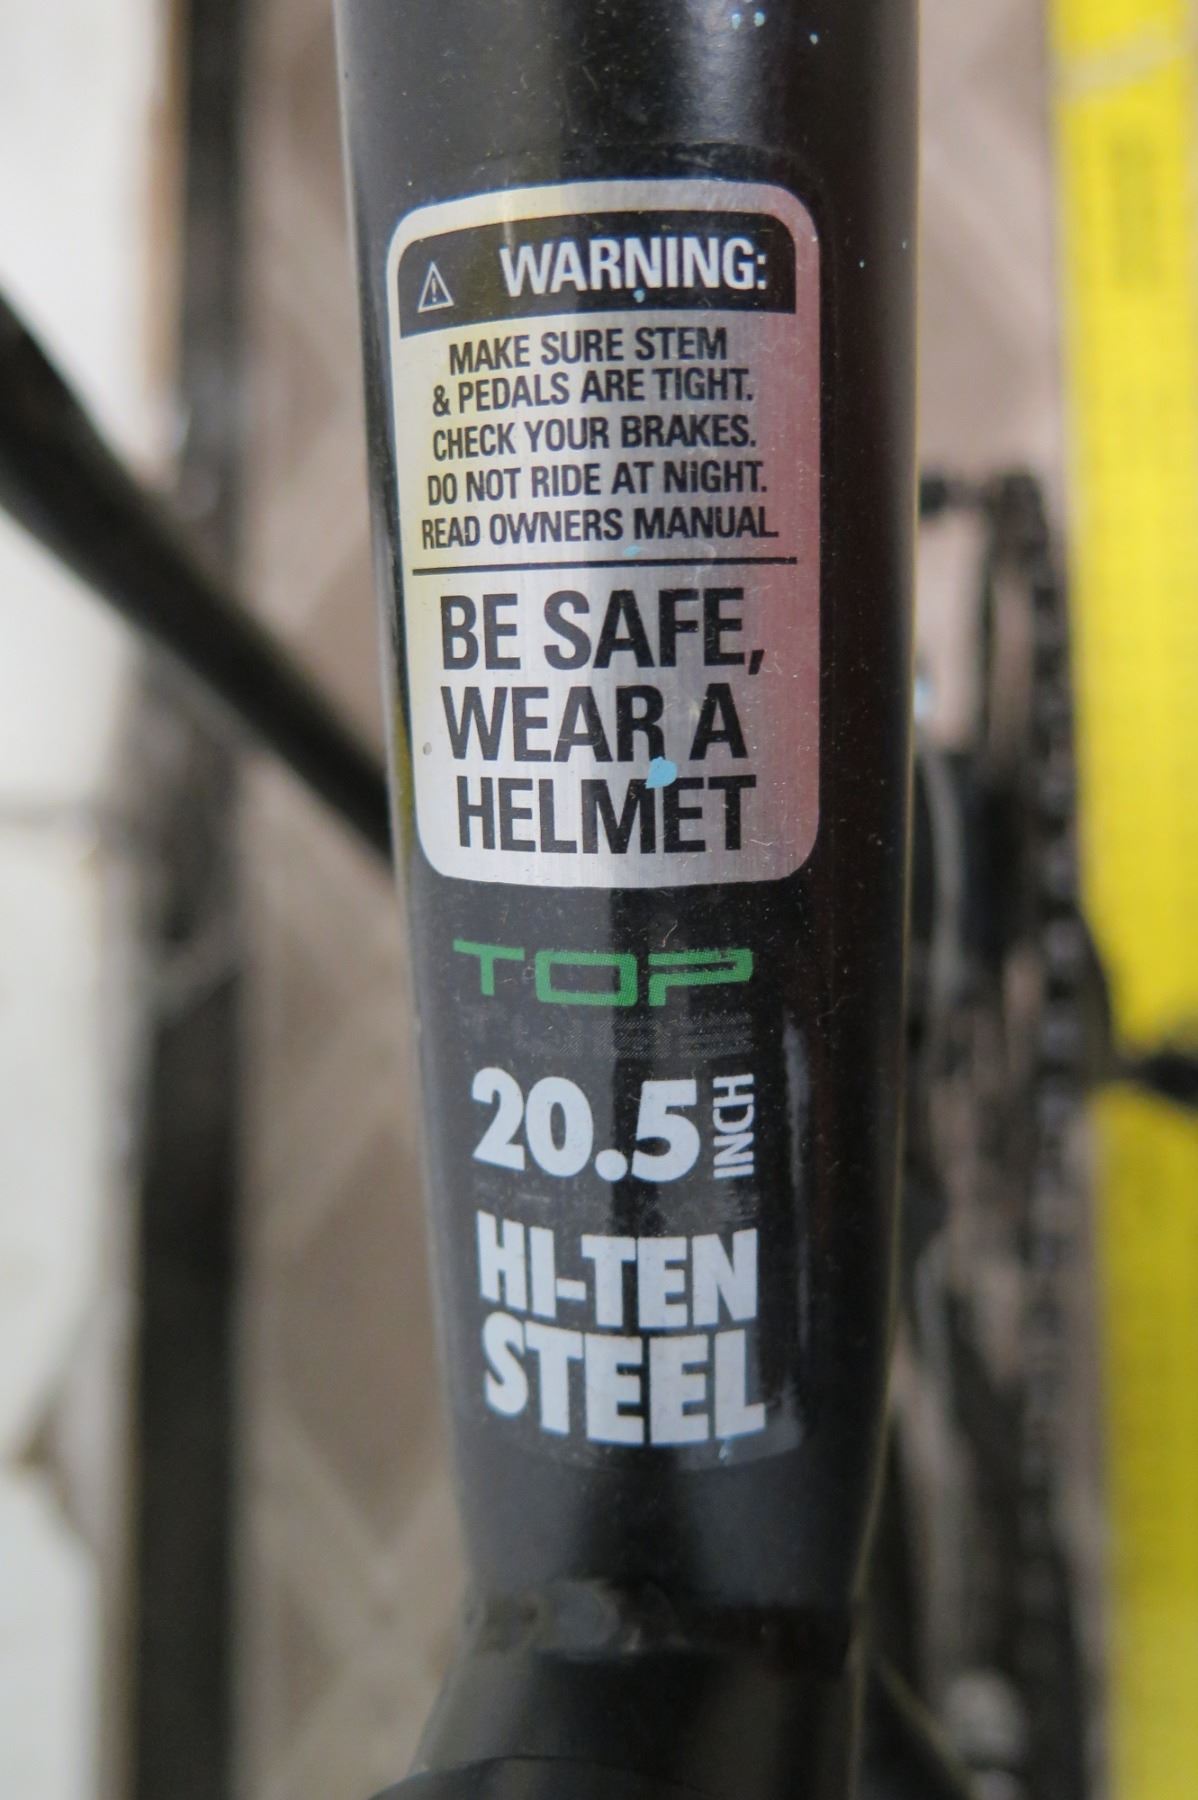 WARNING:
MAKE SURE STEM
& PEDALS ARE TIGHT.
CHECK YOUR BRAKES.
DO NOT RIDE AT NIGHT.
READ OWNERS MANUAL
BE SAFE,
WEAR A
HELMET
TOP
20.5 INCH
HI-TEN
STEEL